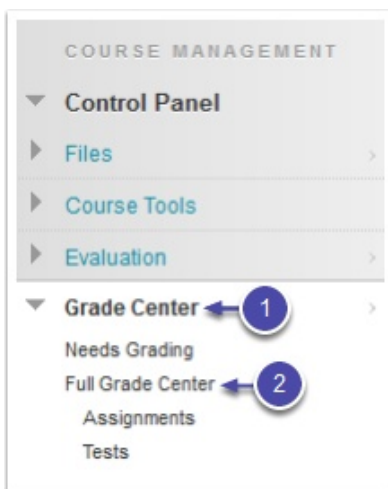 COURSE MANAGEMENT
Control Panel
Files
Course Tools
Evaluation
Grade Center 1
Needs Grading
Full Grade Center 2
Assignments
Tests